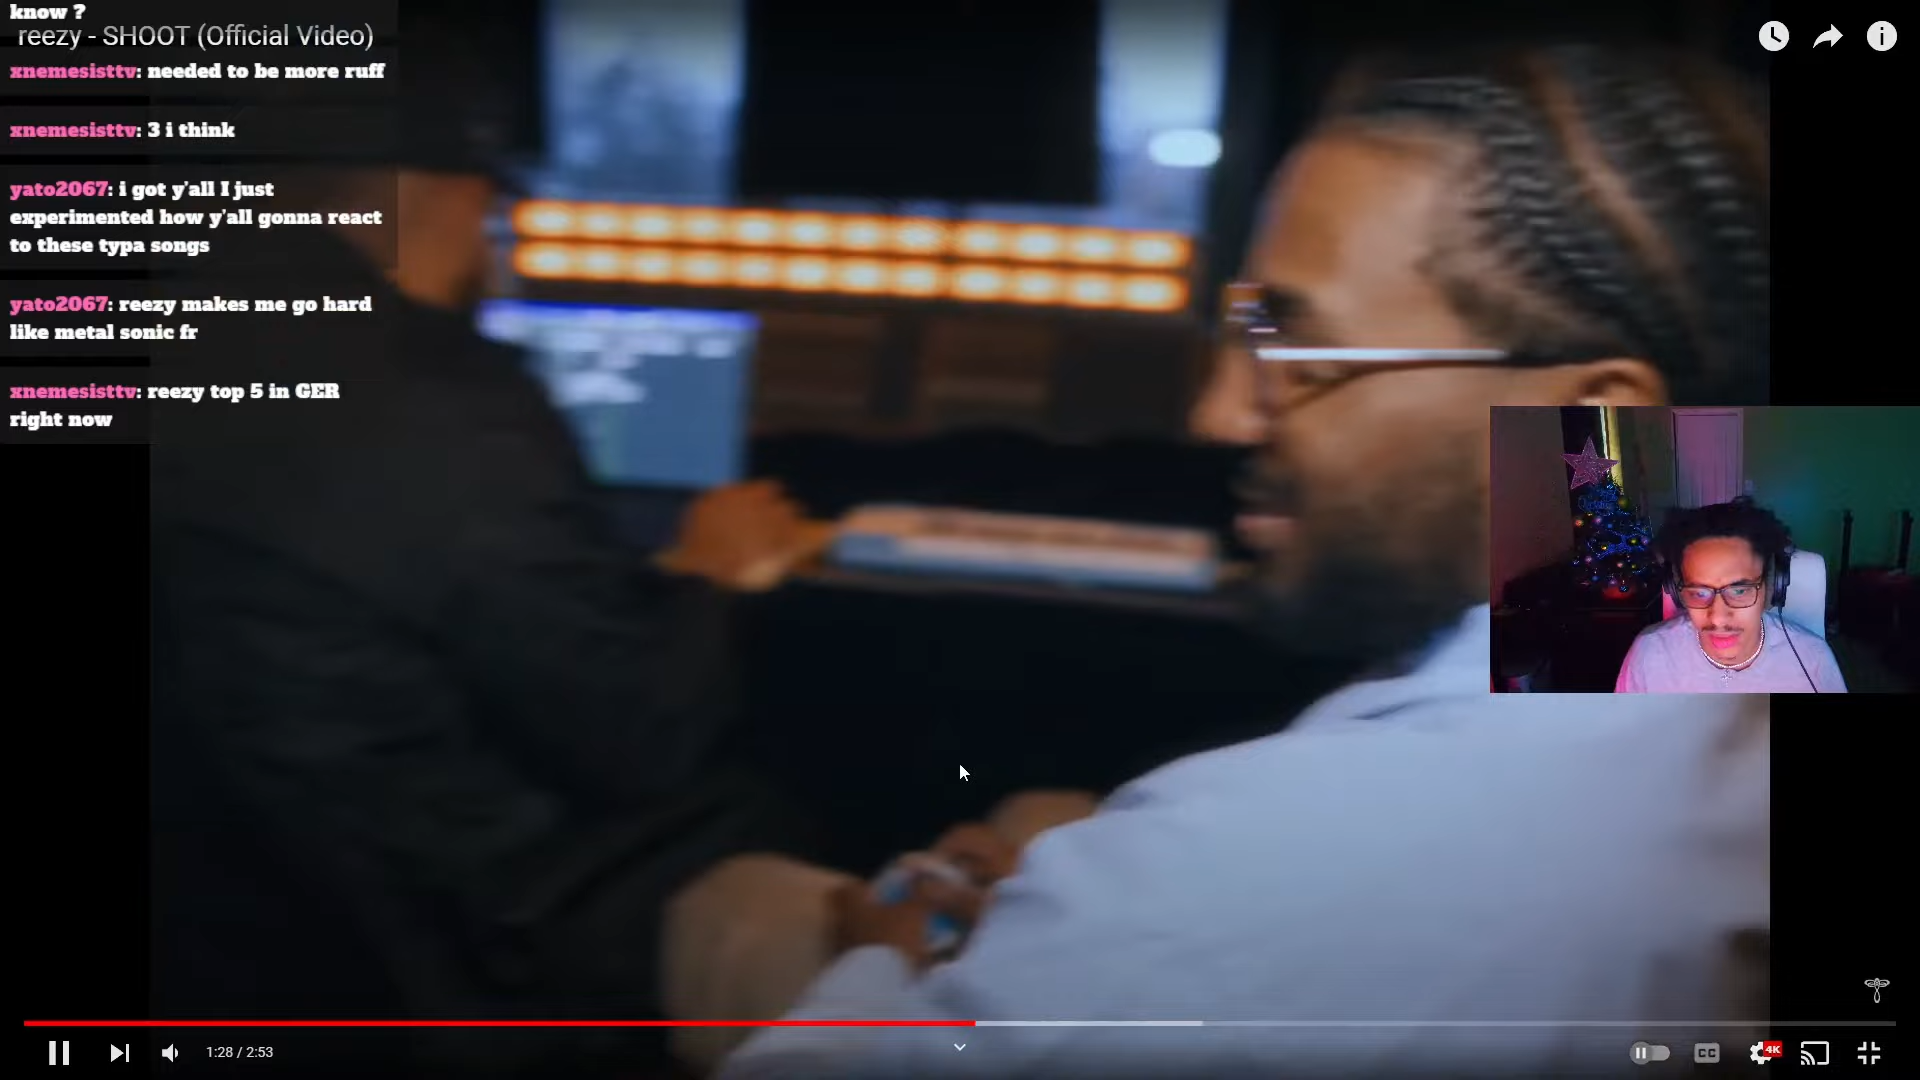 know ?
reezy - SHOOT (Official Video)
xnemesisttv: needed to be more ruff
xnemesisttv: 3 i think
yato2067: i got y'all I just
experimented how y'all gonna react
to these typa songs
yato2067: reezy makes me go hard
like metal sonic fr
xnemesisttv: reezy top 5 in GER
right now
1:28 / 2:53
CC
4K